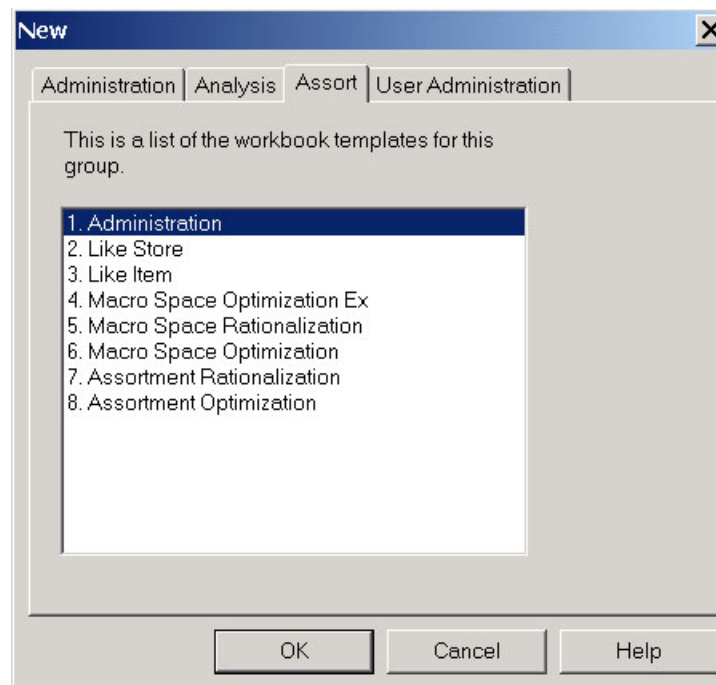 New
Administration Analysis Assort User Administration
This is a list of the workbook templates for this
group.
1. Administration
2. Like Store
3. Like Item
4. Macro Space Optimization Ex
5. Macro Space Rationalization
6. Macro Space Optimization
7. Assortment Rationalization
8. Assortment Optimization
OK Cancel Help